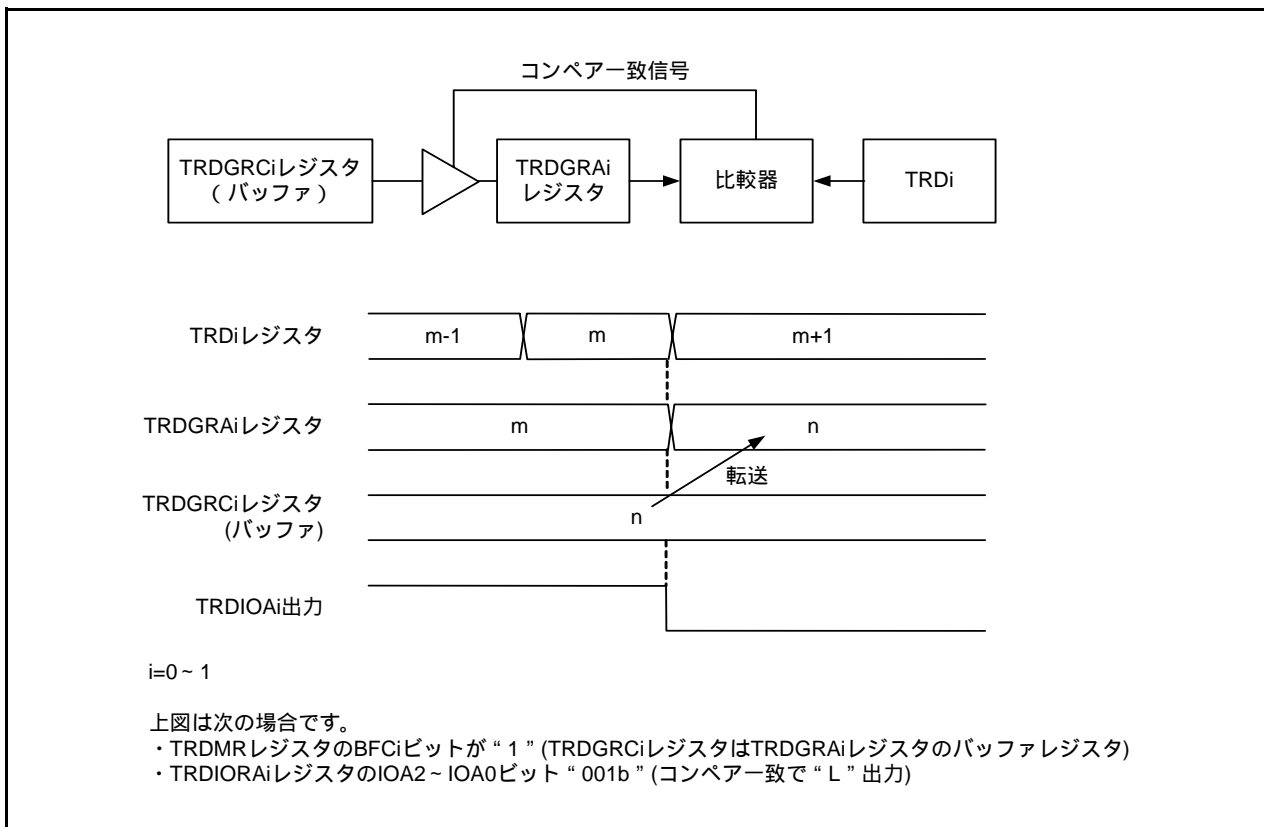 コンペア一致信号
TRDGRCiレジスタ
（バッファ）
TRDGRAi
レジスタ
比較器
TRDi
TRDiレジスタ
m-1
m
m+1
TRDGRAiレジスタ
m
n
転送
TRDGRCiレジスタ
(バッファ)
n
TRDIOAi出力
i=0～1
上図は次の場合です。
・TRDMRレジスタのBFCiビットが“1”(TRDGRCiレジスタはTRDGRAiレジスタのバッファレジスタ)
・TRDIORAiレジスタのIOA2～IOA0ビット“001b”(コンペア一致で“L”出力)